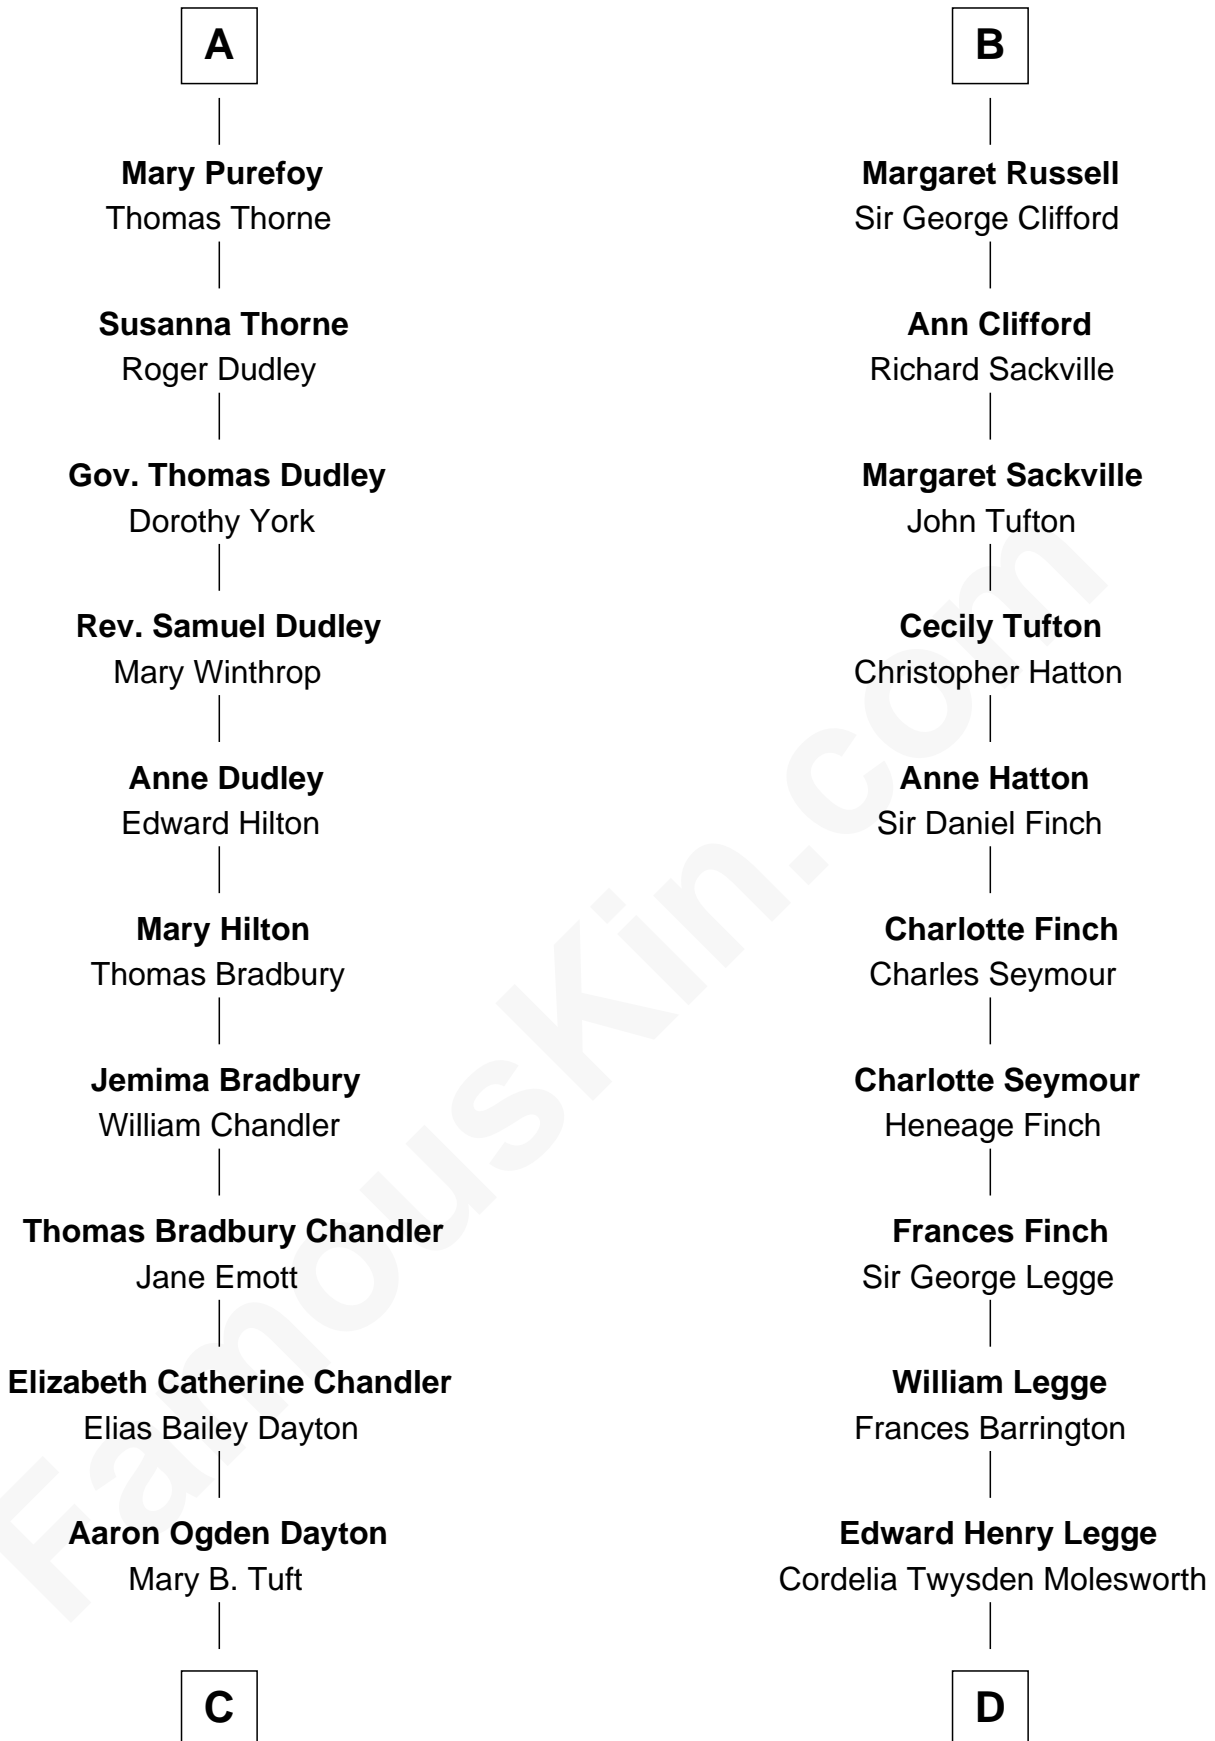 A
Mary Purefoy
Thomas Thorne
Susanna Thorne
Roger Dudley
Gov. Thomas Dudley
Dorothy York
Rev. Samuel Dudley
Mary Winthrop
Anne Dudley
Edward Hilton
Mary Hilton
Thomas Bradbury
Jemima Bradbury
William Chandler
Thomas Bradbury Chandler
Jane Emott
Elizabeth Catherine Chandler
Elias Bailey Dayton
Aaron Ogden Dayton
Mary B. Tuft
C
B
Margaret Russell
Sir George Clifford
Ann Clifford
Richard Sackville
Margaret Sackville
John Tufton
Cecily Tufton
Christopher Hatton
Anne Hatton
Sir Daniel Finch
Charlotte Finch
Charles Seymour
Charlotte Seymour
Heneage Finch
Frances Finch
Sir George Legge
William Legge
Frances Barrington
Edward Henry Legge
Cordelia Twysden Molesworth
D
FamousKin.com